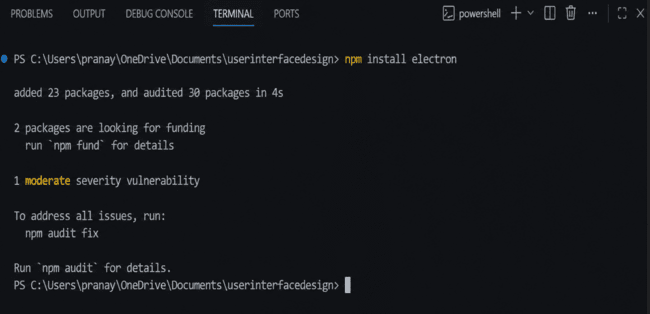 PROBLEMS OUTPUT DEBUG CONSOLE TERMINAL PORTS powershell
PS C:\Users\pranay\OneDrive\Documents\userinterfacedesign> npm install electron
added 23 packages, and audited 30 packages in 4s
2 packages are looking for funding
run `npm fund` for details
1 moderate severity vulnerability
To address all issues, run:
npm audit fix
Run `npm audit` for details.
PS C:\Users\pranay\OneDrive\Documents\userinterfacedesign>